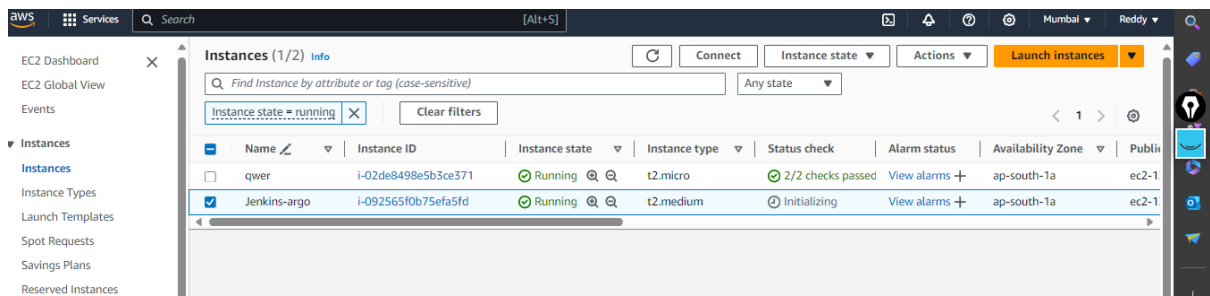 aws Services Search [Alt+S] Mumbai ▾ Reddy ▾
EC2 Dashboard
EC2 Global View
Events
Instances
Instances
Instance Types
Launch Templates
Spot Requests
Savings Plans
Reserved Instances
Instances (1/2) Info Connect Instance state ▼ Actions ▼ Launch instances ▼
Find Instance by attribute or tag (case-sensitive) Any state ▼
Instance state = running Clear filters
< 1 >
Name Instance ID Instance state Instance type Status check Alarm status Availability Zone Publi
qwer i-02de8498e5b3ce371 Running t2.micro 2/2 checks passed View alarms + ap-south-1a ec2-1
Jenkins-argo i-092565f0b75efa5fd Running t2.medium Initializing View alarms + ap-south-1a ec2-1